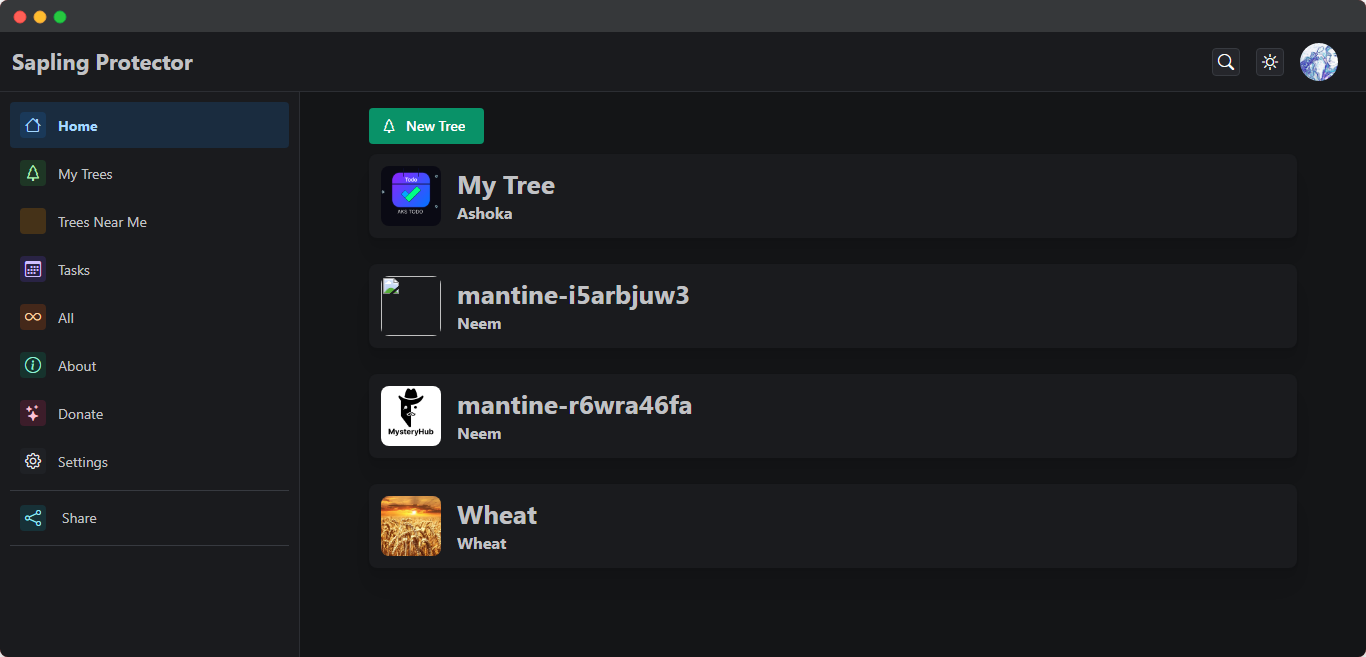 Sapling Protector
Home
My Trees
Trees Near Me
Tasks
All
About
Donate
Settings
Share
New Tree
Todo
AKS TODO
My Tree
Ashoka
mantine-i5arbjuw3
Neem
MysteryHub
mantine-r6wra46fa
Neem
Wheat
Wheat